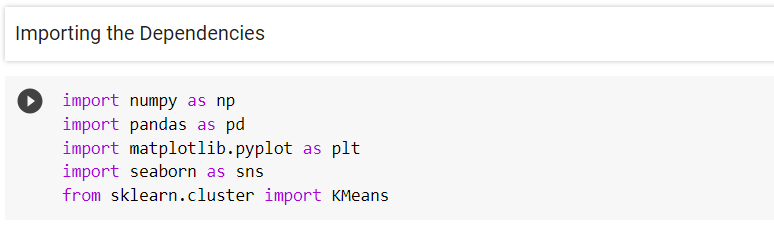 Importing the Dependencies
import numpy as np
import pandas as pd
import matplotlib.pyplot as plt
import seaborn as sns
from sklearn.cluster import KMeans